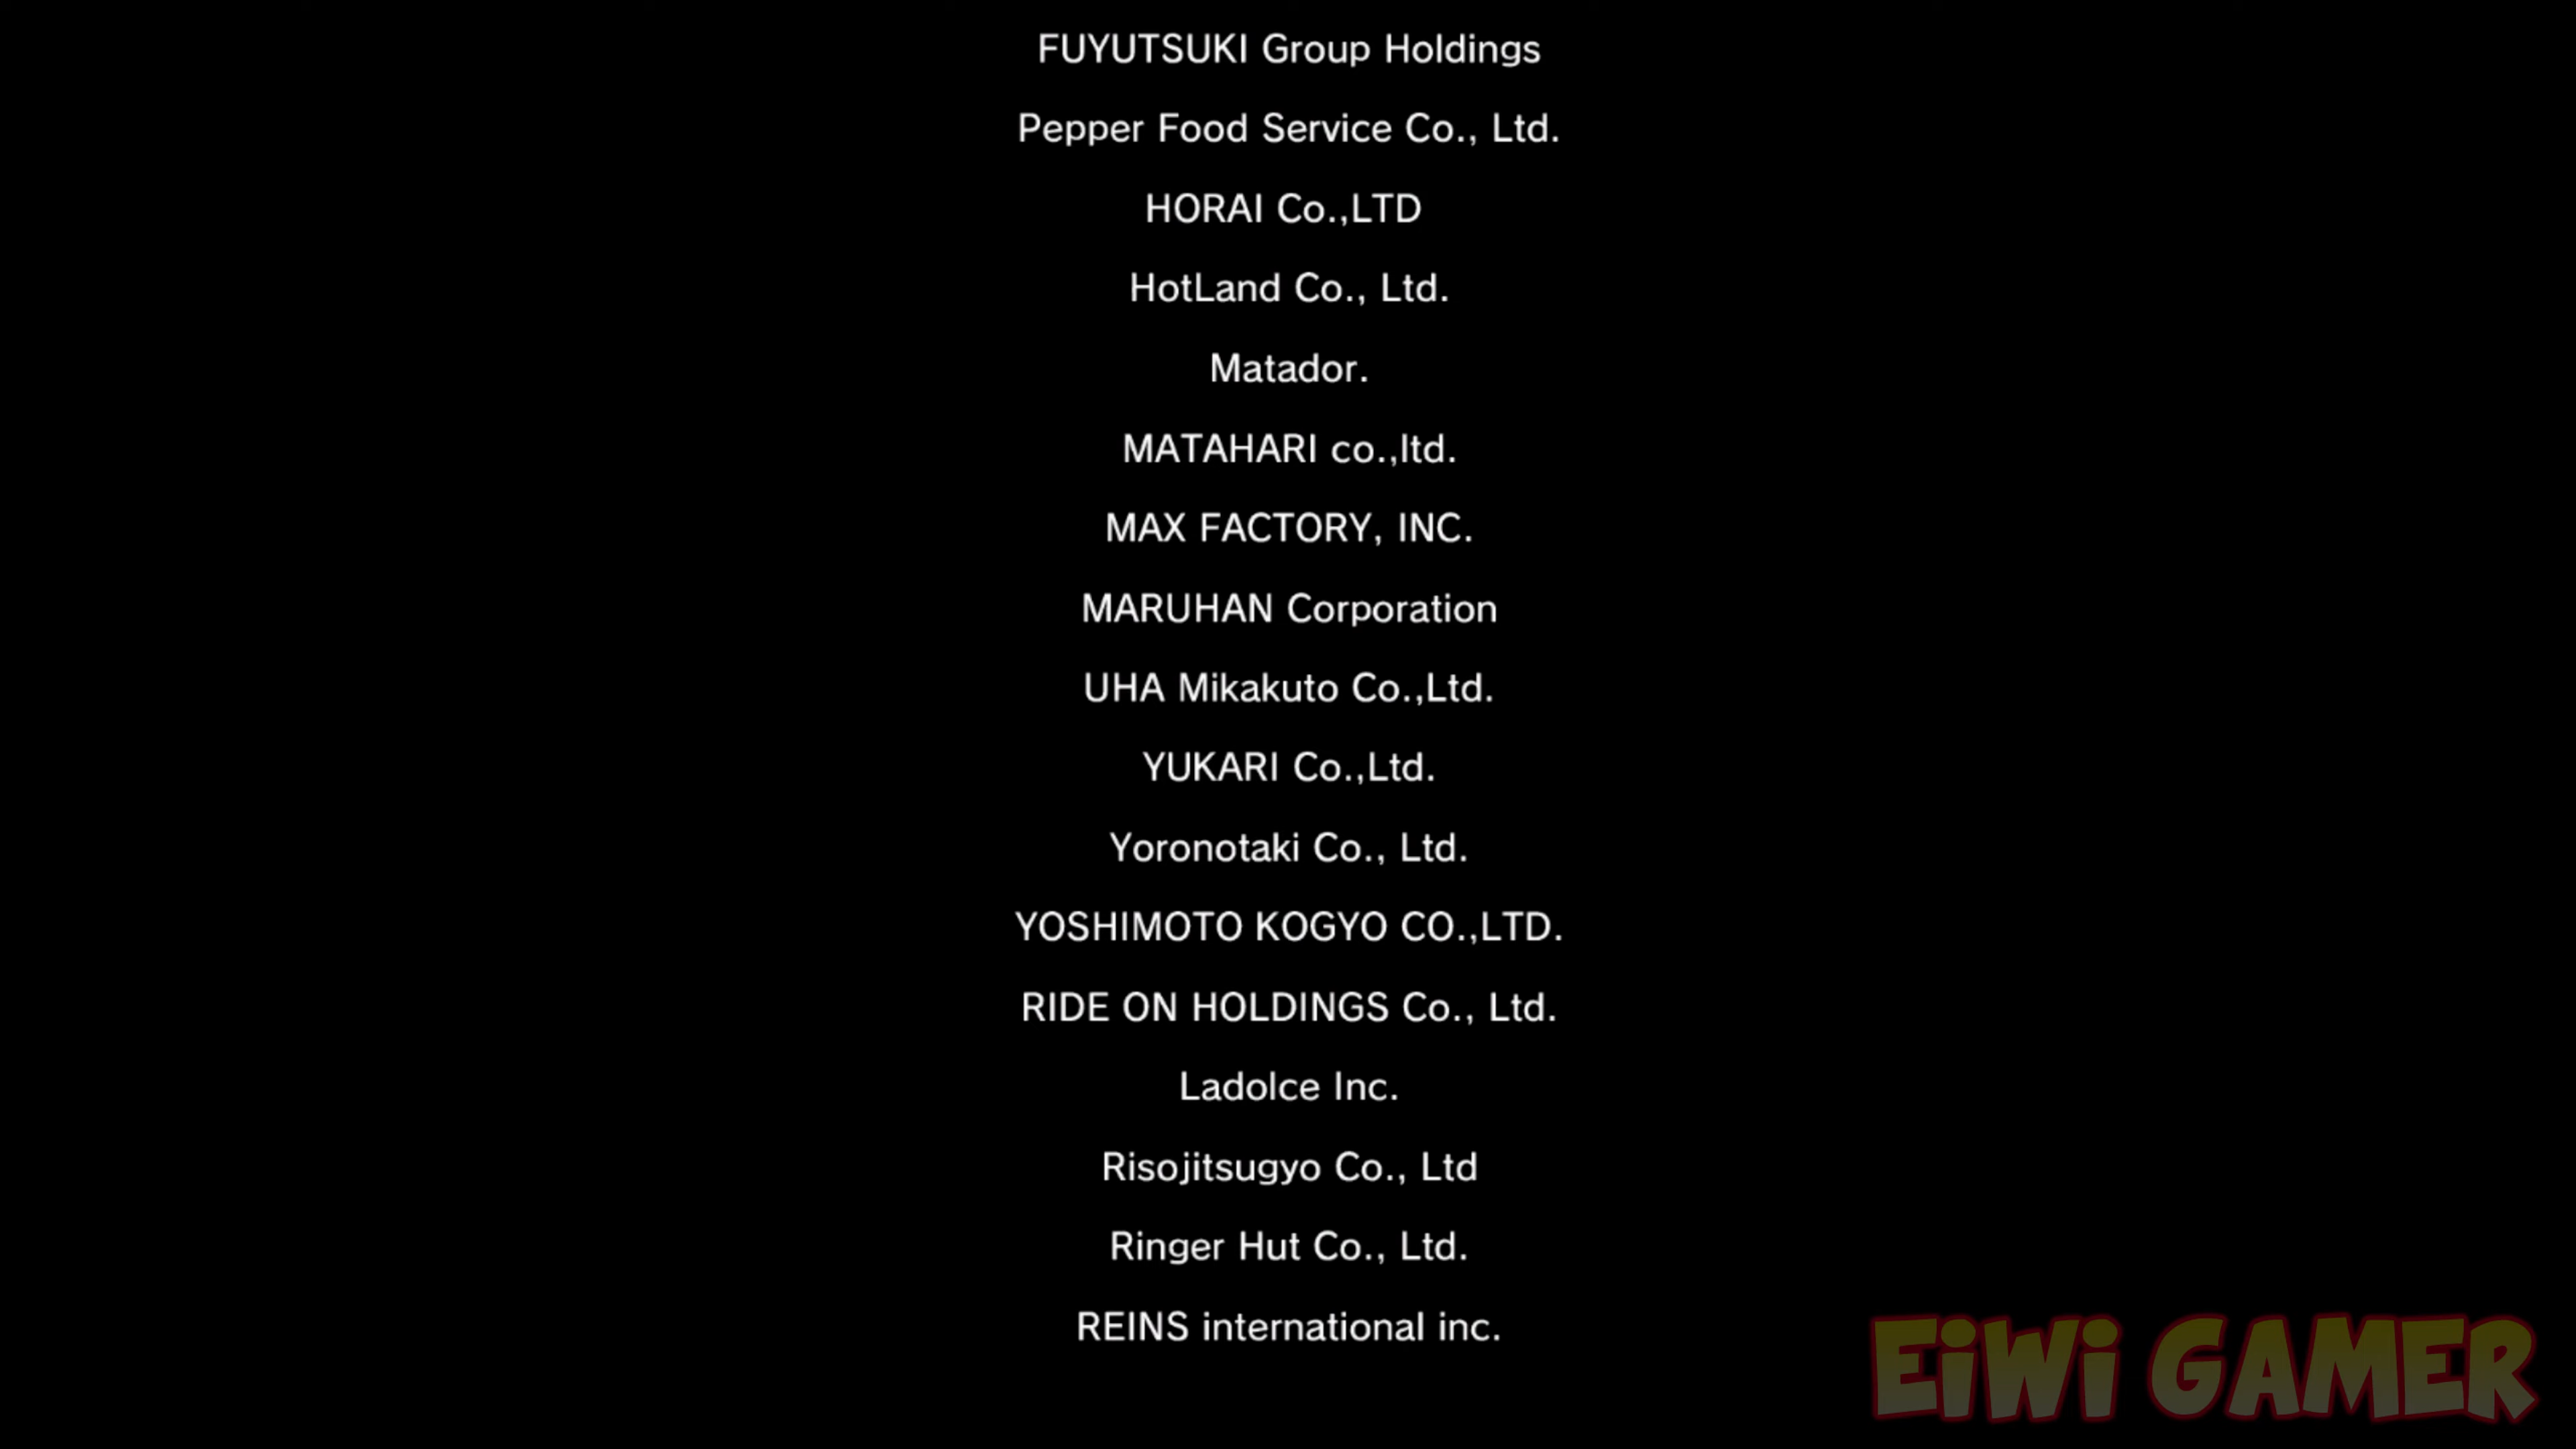 FUYUTSUKI Group Holdings
Pepper Food Service Co., Ltd.
HORAI Co.,LTD
HotLand Co., Ltd.
Matador.
MATAHARI co.,ltd.
MAX FACTORY, INC.
MARUHAN Corporation
UHA Mikakuto Co.,Ltd.
YUKARI Co.,Ltd.
Yoronotaki Co., Ltd.
YOSHIMOTO KOGYO CO.,LTD.
RIDE ON HOLDINGS Co., Ltd.
Ladolce Inc.
Risojitsugyo Co., Ltd
Ringer Hut Co., Ltd.
REINS international inc.
EiWi GAMER